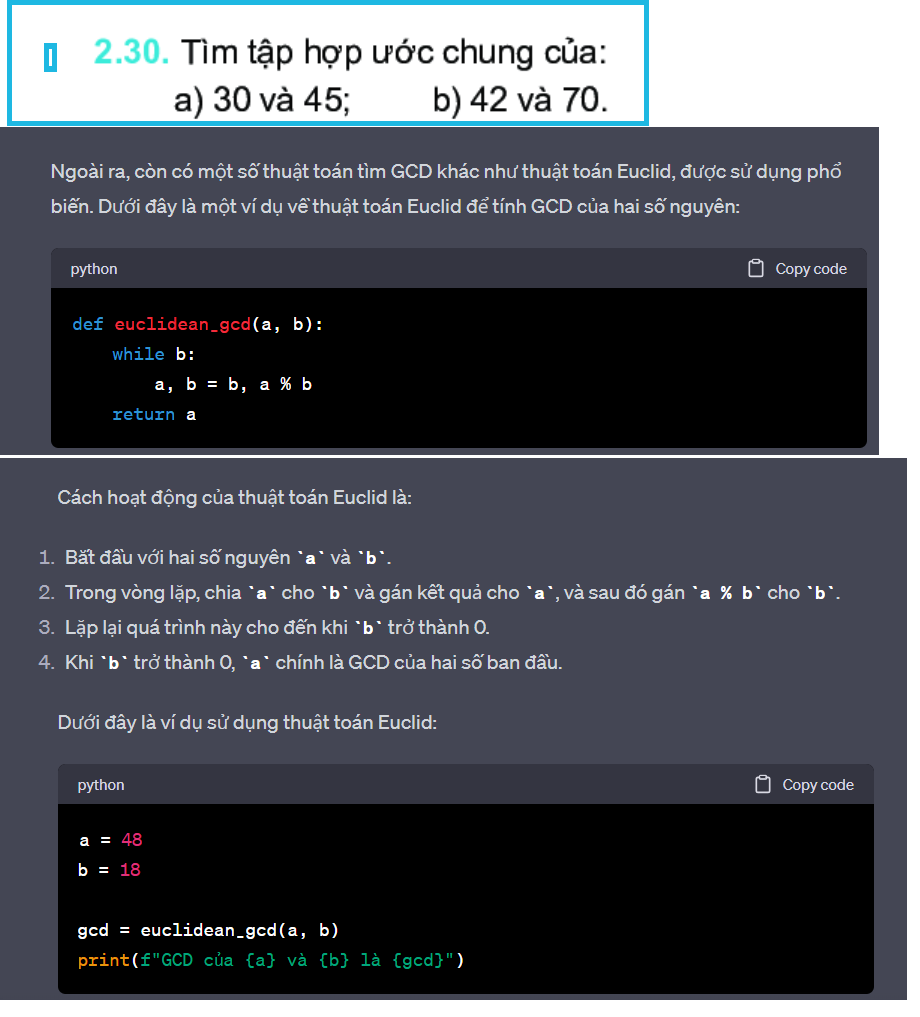 2.30. Tìm tập hợp ước chung của:
a) 30 và 45; b) 42 và 70.
Ngoài ra, còn có một số thuật toán tìm GCD khác như thuật toán Euclid, được sử dụng phổ
biến. Dưới đây là một ví dụ về thuật toán Euclid để tính GCD của hai số nguyên:
python Copy code
def euclidean_gcd(a, b):
    while b:
        a, b = b, a % b
    return a
Cách hoạt động của thuật toán Euclid là:
1. Bắt đầu với hai số nguyên `a` và `b`.
2. Trong vòng lặp, chia `a` cho `b` và gán kết quả cho `a`, và sau đó gán `a % b` cho `b`.
3. Lặp lại quá trình này cho đến khi `b` trở thành 0.
4. Khi `b` trở thành 0, `a` chính là GCD của hai số ban đầu.
Dưới đây là ví dụ sử dụng thuật toán Euclid:
python Copy code
a = 48
b = 18
gcd = euclidean_gcd(a, b)
print(f"GCD của {a} và {b} là {gcd}")